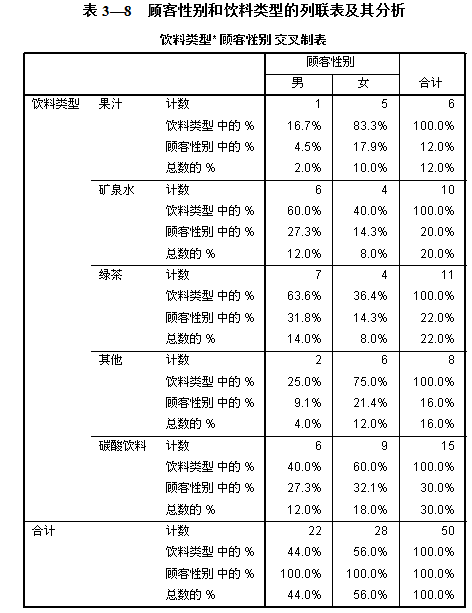 表 3—8 顾客性别和饮料类型的列联表及其分析
饮料类型* 顾客性别 交叉制表
顾客性别
男 女 合计
饮料类型 果汁 计数 1 5 6
饮料类型 中的 % 16.7% 83.3% 100.0%
顾客性别 中的 % 4.5% 17.9% 12.0%
总数的 % 2.0% 10.0% 12.0%
矿泉水 计数 6 4 10
饮料类型 中的 % 60.0% 40.0% 100.0%
顾客性别 中的 % 27.3% 14.3% 20.0%
总数的 % 12.0% 8.0% 20.0%
绿茶 计数 7 4 11
饮料类型 中的 % 63.6% 36.4% 100.0%
顾客性别 中的 % 31.8% 14.3% 22.0%
总数的 % 14.0% 8.0% 22.0%
其他 计数 2 6 8
饮料类型 中的 % 25.0% 75.0% 100.0%
顾客性别 中的 % 9.1% 21.4% 16.0%
总数的 % 4.0% 12.0% 16.0%
碳酸饮料 计数 6 9 15
饮料类型 中的 % 40.0% 60.0% 100.0%
顾客性别 中的 % 27.3% 32.1% 30.0%
总数的 % 12.0% 18.0% 30.0%
合计 计数 22 28 50
饮料类型 中的 % 44.0% 56.0% 100.0%
顾客性别 中的 % 100.0% 100.0% 100.0%
总数的 % 44.0% 56.0% 100.0%